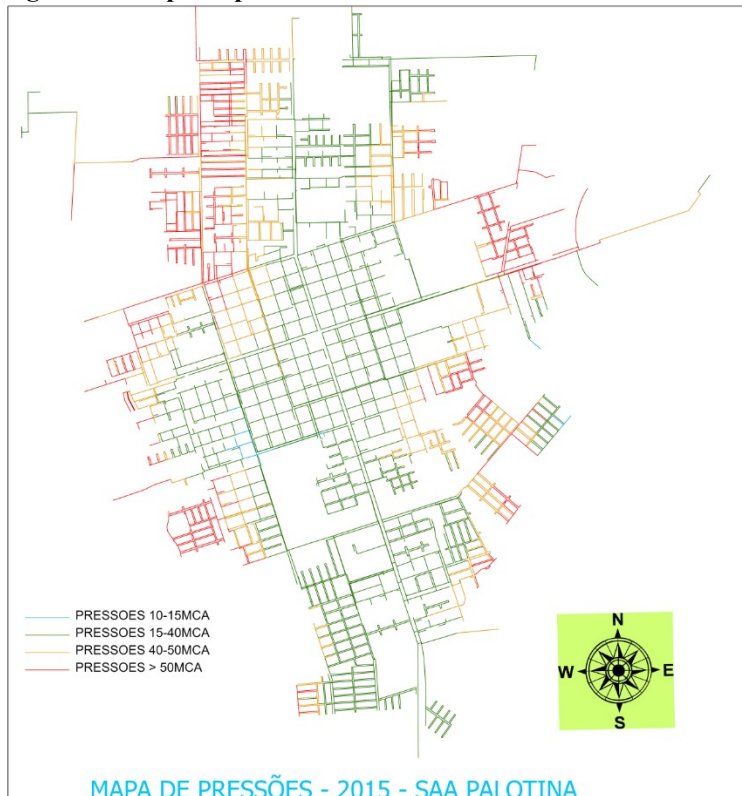 PRESSOES 10-15MCA
PRESSOES 15-40MCA
PRESSOES 40-50MCA
PRESSOES > 50MCA
N
W E
S
MAPA DE PRESSÕES - 2015 - SAA PALOTINA